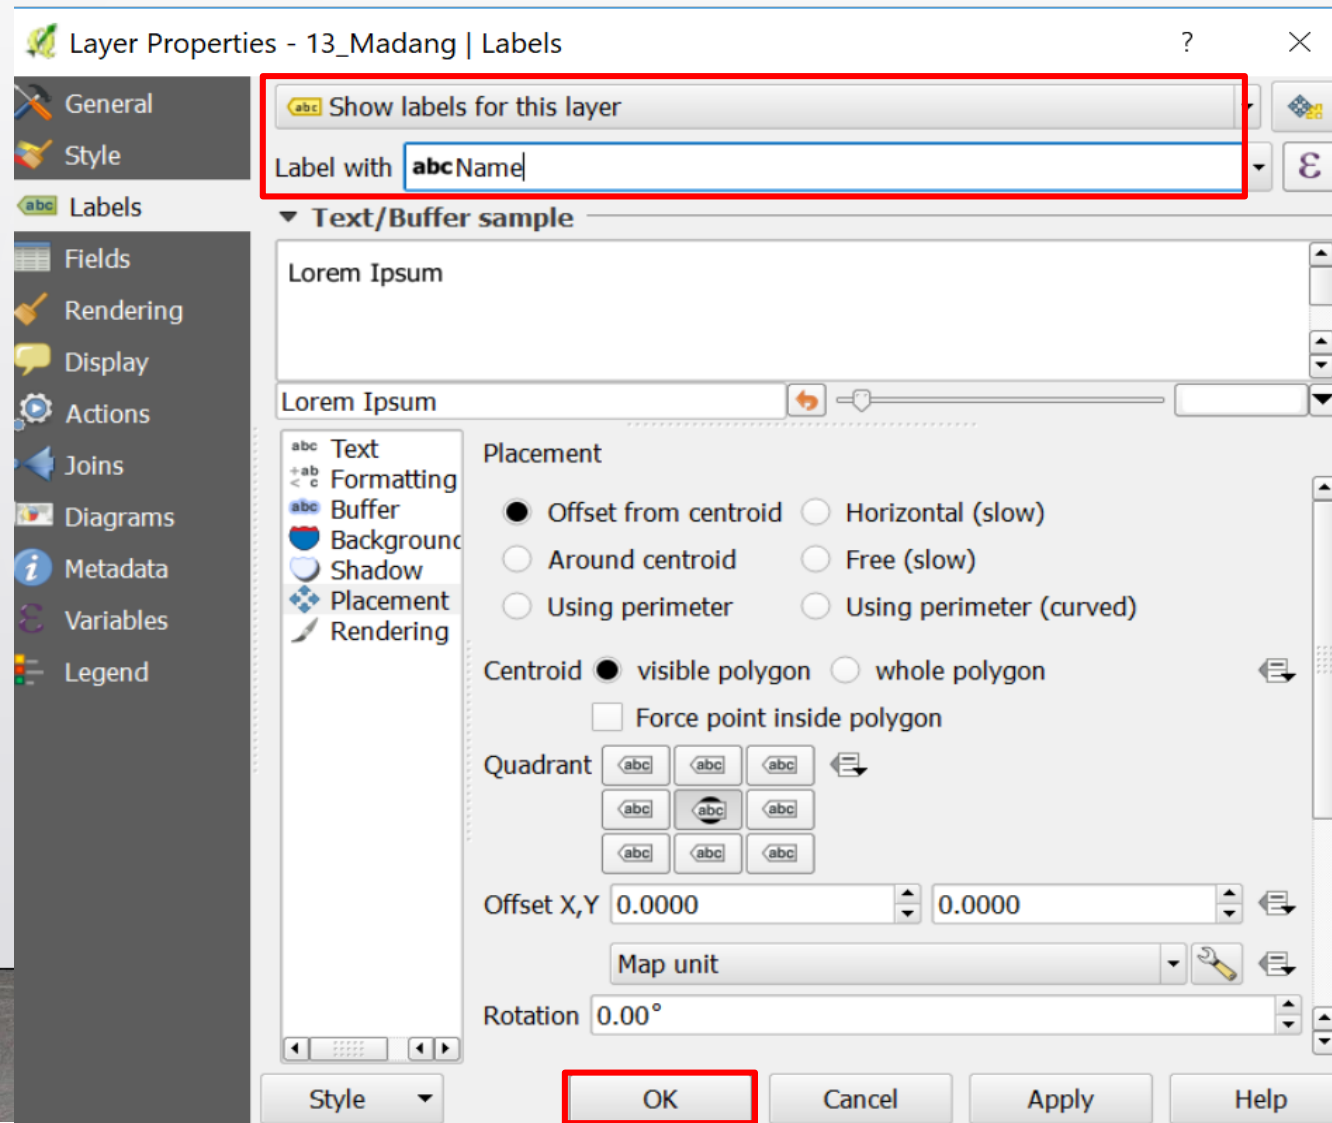 Layer Properties - 13_Madang | Labels
?
General
Style
Labels
Fields
Rendering
Display
Actions
Joins
Diagrams
Metadata
Variables
Legend
abc Show labels for this layer
Label with abc Name
ε
Text/Buffer sample
Lorem Ipsum
Lorem Ipsum
abc Text
+ab
< c Formatting
abc Buffer
Background
Shadow
Placement
Rendering
Placement
Offset from centroid Horizontal (slow)
Around centroid Free (slow)
Using perimeter Using perimeter (curved)
Centroid visible polygon whole polygon
Force point inside polygon
Quadrant abc abc abc
abc abc abc
abc abc abc
Offset X,Y 0.0000 0.0000
Map unit
Rotation 0.00°
Style OK Cancel Apply Help